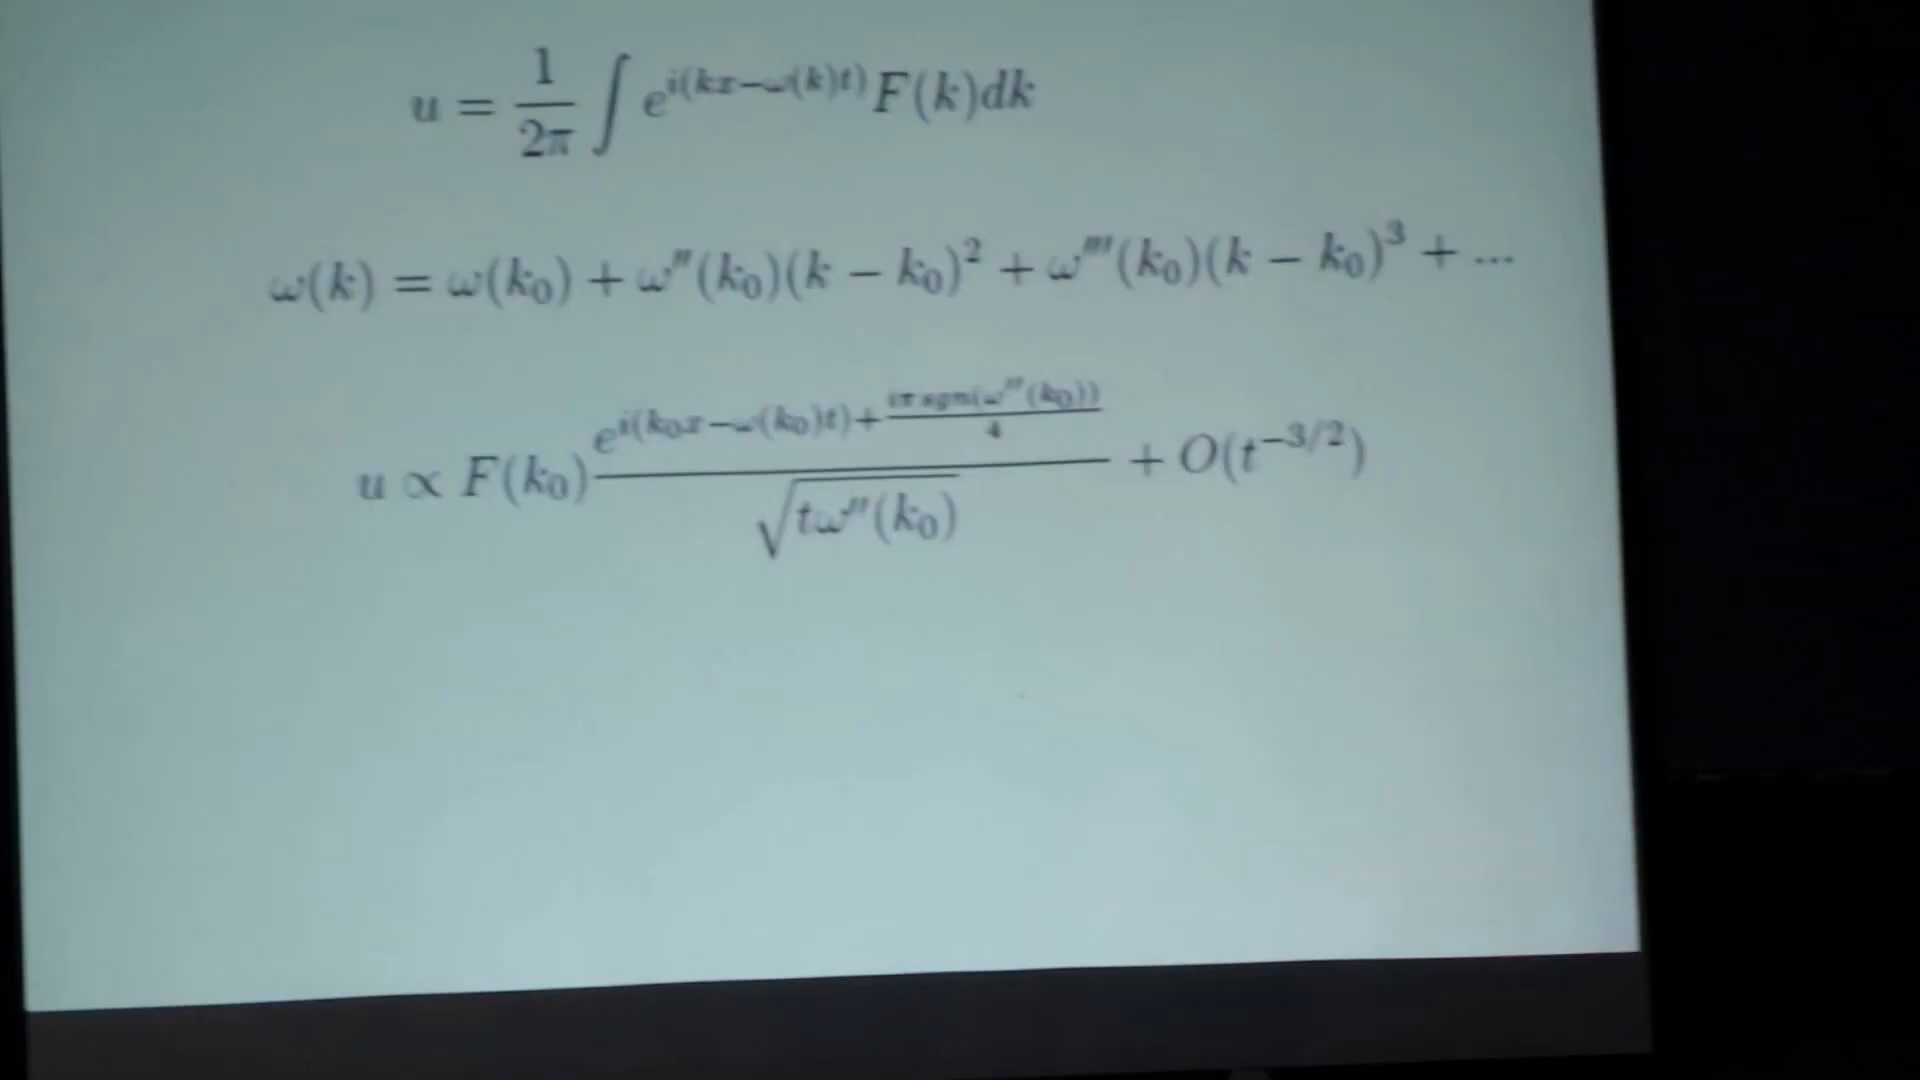 u = \frac{1}{2\pi} \int e^{i(kx-\omega(k)t)} F(k)dk
\omega(k) = \omega(k_0) + \omega''(k_0)(k - k_0)^2 + \omega'''(k_0)(k - k_0)^3 + ...
u \propto F(k_0) \frac{e^{i(k_0x-\omega(k_0)t)+\frac{i\pi sgn(\omega''(k_0))}{4}}}{\sqrt{t\omega''(k_0)}} + O(t^{-3/2})